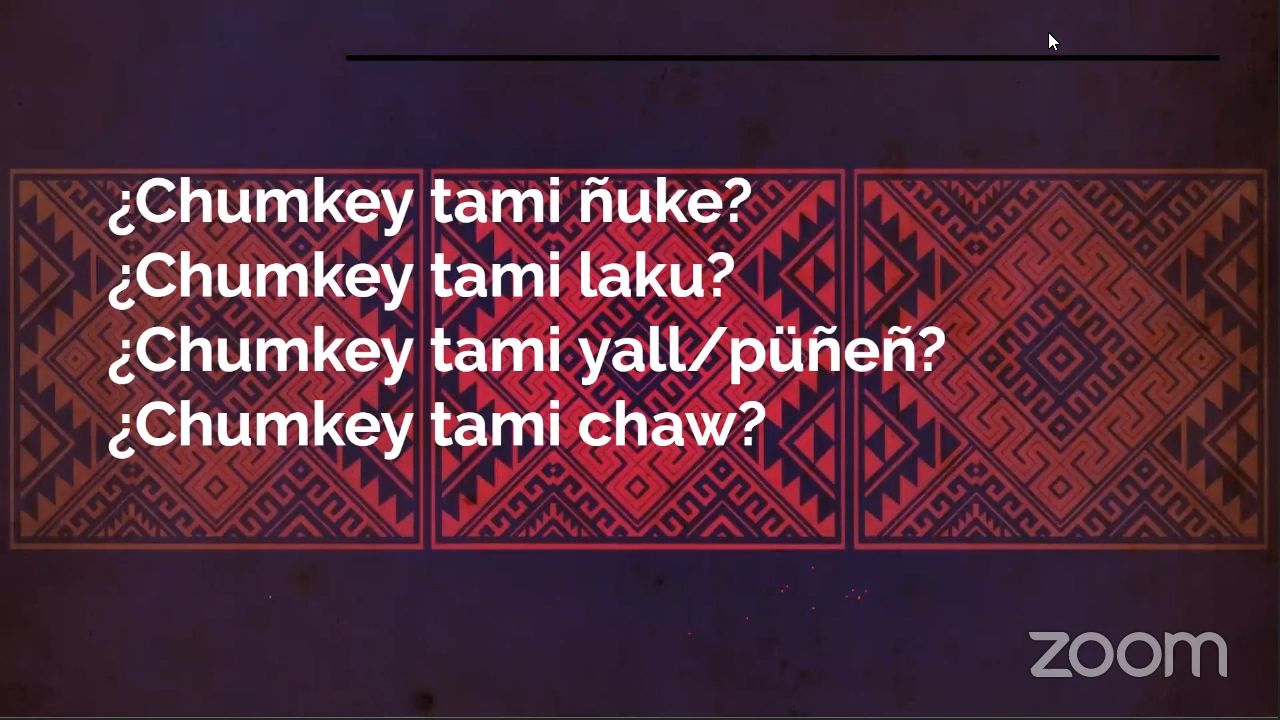 ¿Chumkey tami ñuke?
¿Chumkey tami laku?
¿Chumkey tami yall/püñeñ?
¿Chumkey tami chaw?
zoom